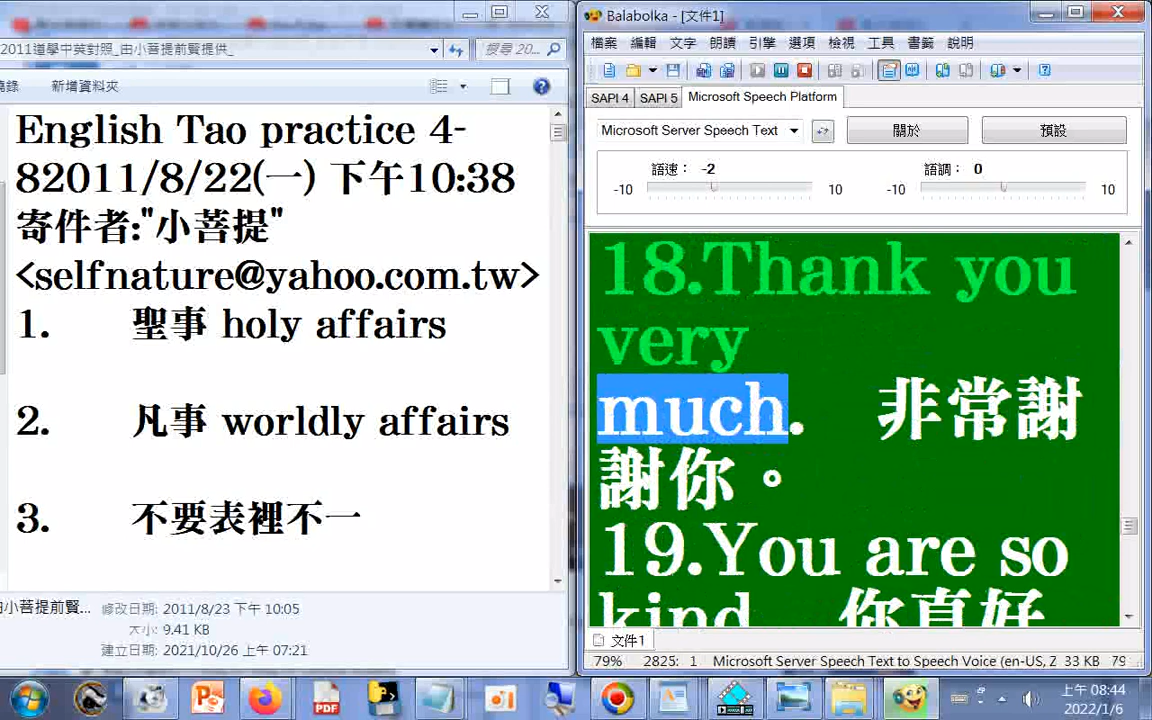 2011道學中英對照_由小菩提前賢提供_
搜尋 20...
燒錄 新增資料夾
English Tao practice 4-
82011/8/22(一) 下午10:38
寄件者:"小菩提"
<selfnature@yahoo.com.tw>
1. 聖事 holy affairs
2. 凡事 worldly affairs
3. 不要表裡不一
由小菩提前賢... 修改日期: 2011/8/23 下午 10:05
大小: 9.41 KB
建立日期: 2021/10/26 上午 07:21
Balabolka - [文件1]
檔案 編輯 文字 朗讀 引擎 選項 檢視 工具 書籤 說明
SAPI 4 SAPI 5 Microsoft Speech Platform
Microsoft Server Speech Text 關於 預設
語速: -2 語調: 0
-10 10 -10 10
18.Thank you
very
much. 非常謝
謝你。
19.You are so
kind 你真好
文件1
79% 2825: 1 Microsoft Server Speech Text to Speech Voice (en-US, Z 33 KB 79
PDF
上午 08:44
2022/1/6